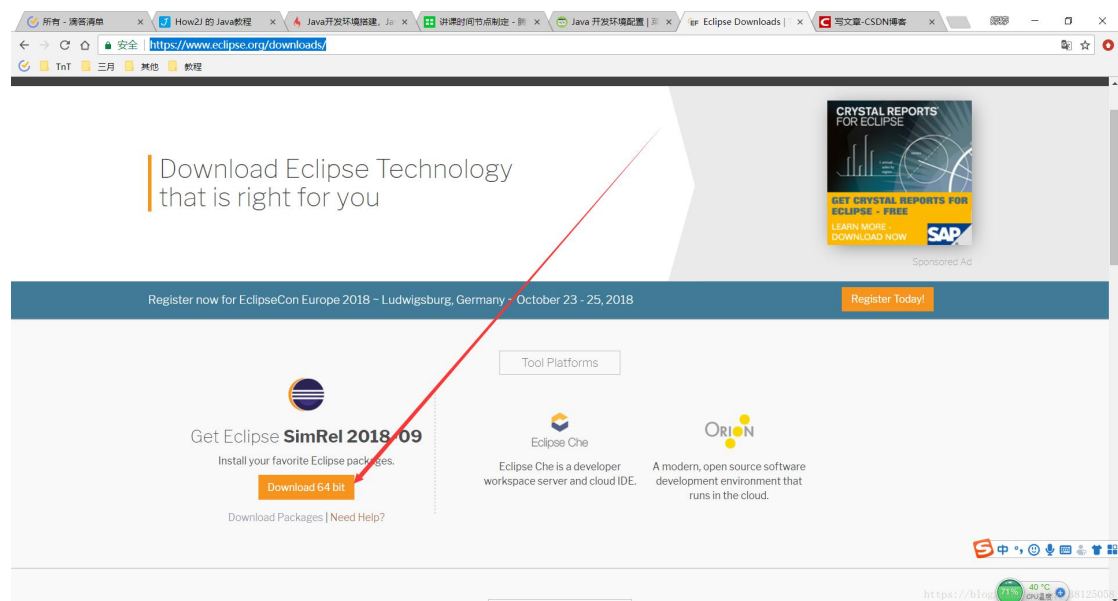 所有 - 滴答清单
How2J 的 Java教程
Java开发环境搭建, Ja
讲课时间节点制定 - 腾
Java 开发环境配置 | 菜
Eclipse Downloads |
写文章-CSDN博客
安全 | https://www.eclipse.org/downloads/
TnT
三月
其他
教程
CRYSTAL REPORTS
FOR ECLIPSE
Download Eclipse Technology
that is right for you
GET CRYSTAL REPORTS FOR
ECLIPSE - FREE
LEARN MORE -
DOWNLOAD NOW
SAP
Sponsored Ad
Register now for EclipseCon Europe 2018 ~ Ludwigsburg, Germany ~ October 23 - 25, 2018
Register Today!
Tool Platforms
Get Eclipse SimRel 2018-09
Install your favorite Eclipse packages.
Download 64 bit
Download Packages | Need Help?
Eclipse Che
Eclipse Che is a developer
workspace server and cloud IDE.
ORION
A modern, open source software
development environment that
runs in the cloud.
中
71%
40 °C
CPU温度
https://blog